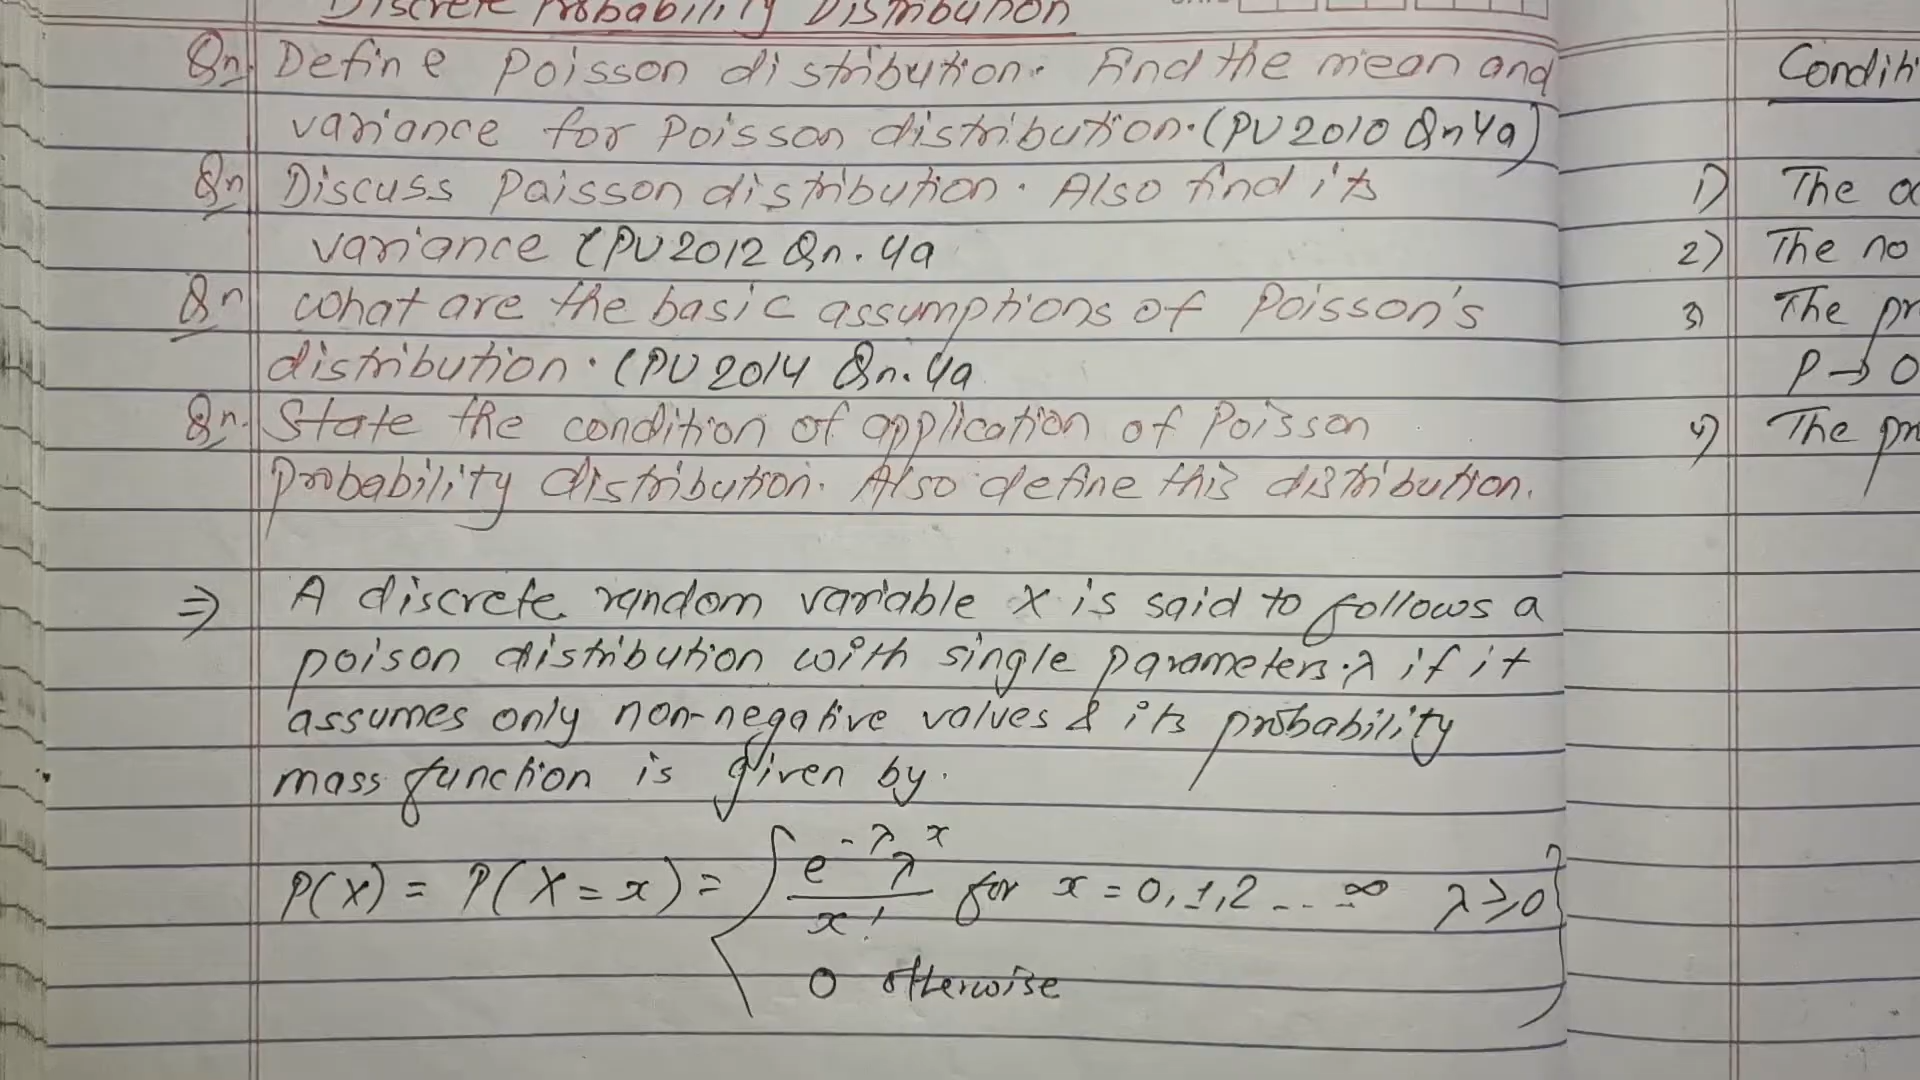 Discrete Probability Distribution
Qn. Define Poisson distribution. Find the mean and
variance for Poisson distribution. (PU 2010 Qn 4a)
Qn Discuss Paisson distribution. Also find its
variance (PU 2012 Qn. 4a
Qn what are the basic assumptions of Poisson's
distribution. (PU 2014 Qn. 4a
Qn. State the condition of application of Poisson
Probability distribution. Also define this distribution.
⇒ A discrete random variable X is said to follows a
poison distribution with single parameters λ if it
assumes only non-negative values & its probability
mass function is given by.
P(X) = P(X = x) = { e^-λ λ^x / x! for x = 0, 1, 2 ... ∞ λ ≥ 0 }
0 otherwise
Condit
1) The
2) The no
3) The pr
P → 0
4) The pr